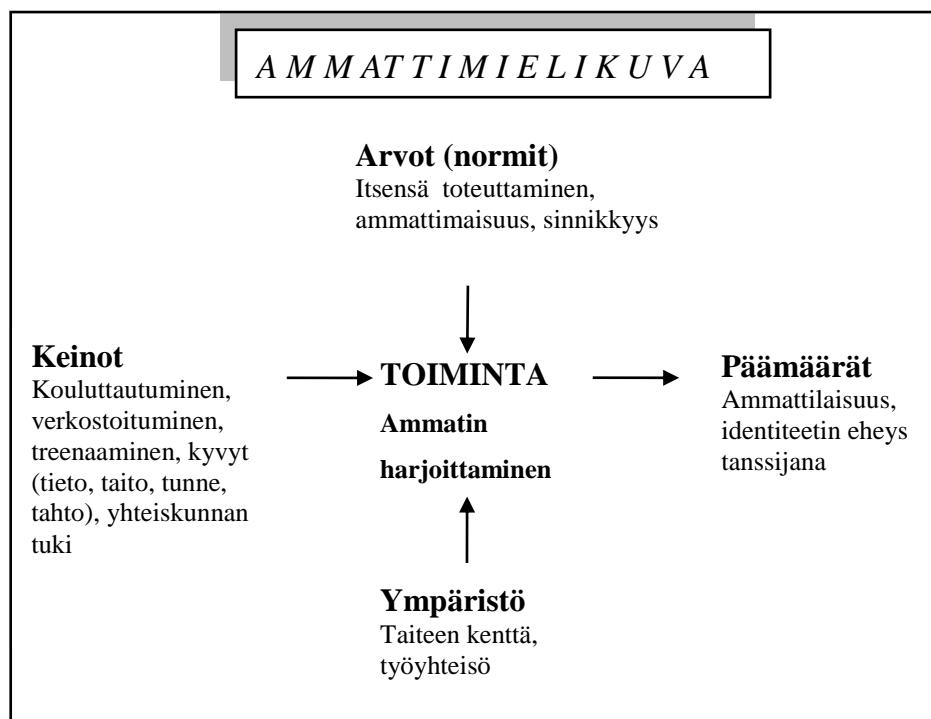 A M M A T T I M I E L I K U V A
Arvot (normit)
Itsensä toteuttaminen,
ammattimaisuus, sinnikkyys
Keinot
Kouluttautuminen,
verkostoituminen,
treenaaminen, kyvyt
(tieto, taito, tunne,
tahto), yhteiskunnan
tuki
TOIMINTA
Ammatin
harjoittaminen
Päämäärät
Ammattilaisuus,
identiteetin eheys
tanssijana
Ympäristö
Taiteen kenttä,
työyhteisö